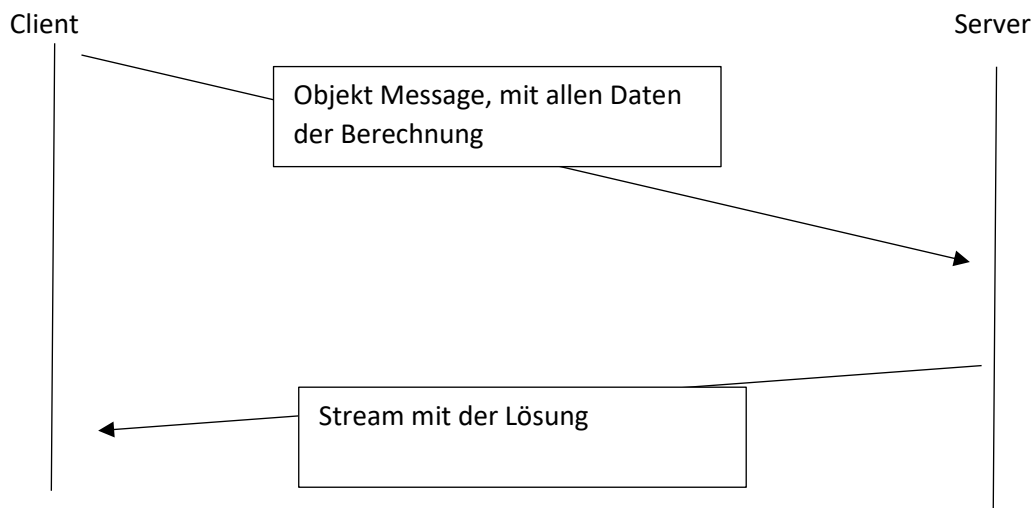 Client
Server
Objekt Message, mit allen Daten
der Berechnung
Stream mit der Lösung